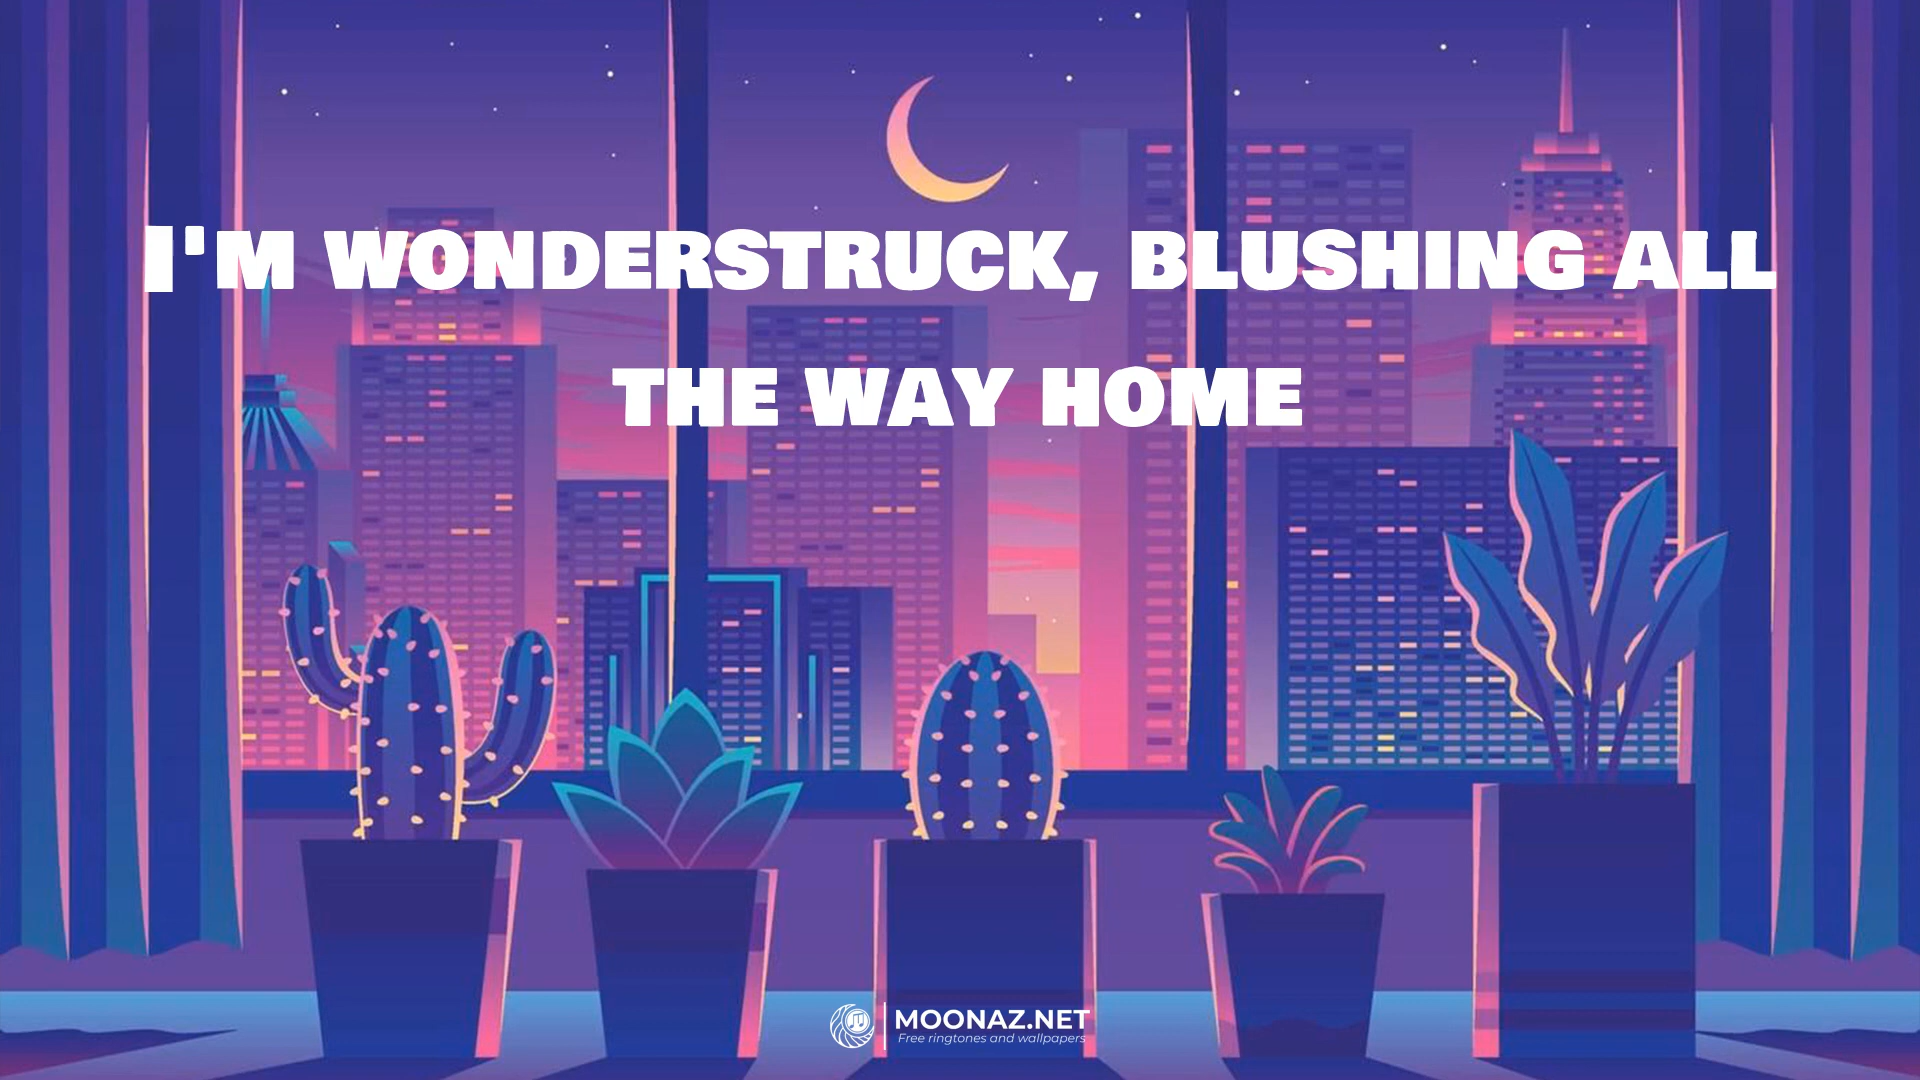 I'm wonderstruck, blushing all
the way home
MOONAZ.NET
Free ringtones and wallpapers